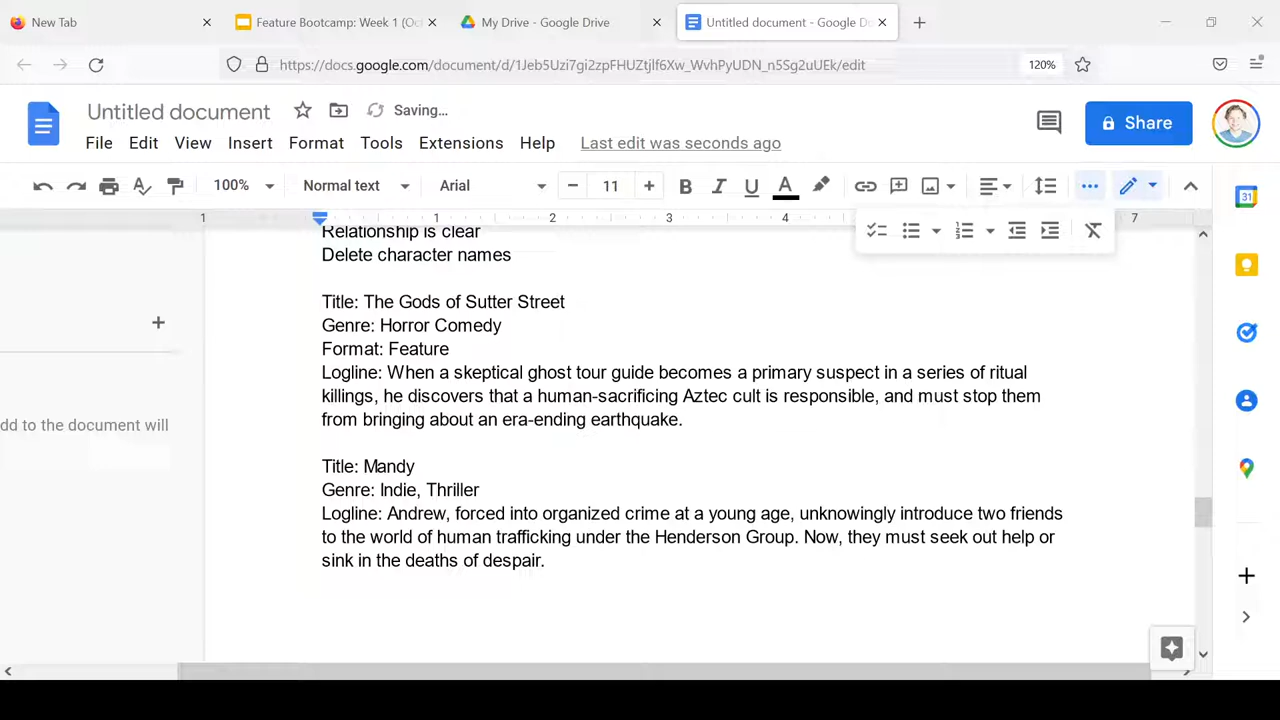 New Tab
Feature Bootcamp: Week 1 (Oc
My Drive - Google Drive
Untitled document - Google Do
https://docs.google.com/document/d/1Jeb5Uzi7gi2zpFHUZtjlf6Xw_WvhPyUDN_n5Sg2uUEk/edit
120%
Untitled document
Saving…
File Edit View Insert Format Tools Extensions Help Last edit was seconds ago
Share
100% Normal text Arial 11
1 1 2 3 4 7
31
Relationship is clear
Delete character names
Title: The Gods of Sutter Street
Genre: Horror Comedy
Format: Feature
Logline: When a skeptical ghost tour guide becomes a primary suspect in a series of ritual
killings, he discovers that a human-sacrificing Aztec cult is responsible, and must stop them
from bringing about an era-ending earthquake.
dd to the document will
Title: Mandy
Genre: Indie, Thriller
Logline: Andrew, forced into organized crime at a young age, unknowingly introduce two friends
to the world of human trafficking under the Henderson Group. Now, they must seek out help or
sink in the deaths of despair.